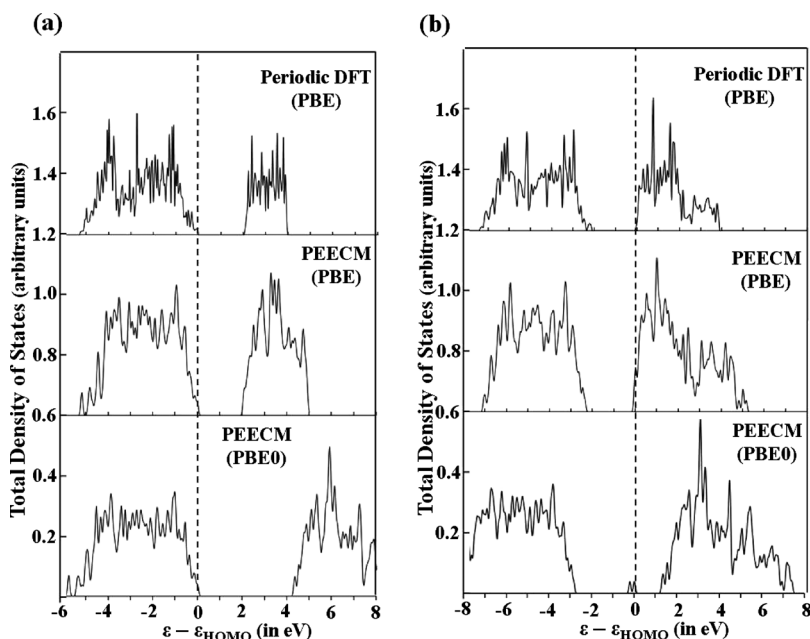 (a)
Periodic DFT
(PBE)
1.6
1.4
1.2
PEECM
(PBE)
1.0
0.8
0.6
PEECM
(PBE0)
0.4
0.2
-6 -4 -2 0 2 4 6 8
ε – εHOMO (in eV)
Total Density of States (arbitrary units)
(b)
Periodic DFT
(PBE)
1.6
1.4
1.2
PEECM
(PBE)
1.0
0.8
0.6
PEECM
(PBE0)
0.4
0.2
-8 -6 -4 -2 0 2 4 6 8
ε – εHOMO (in eV)
Total Density of States (arbitrary units)